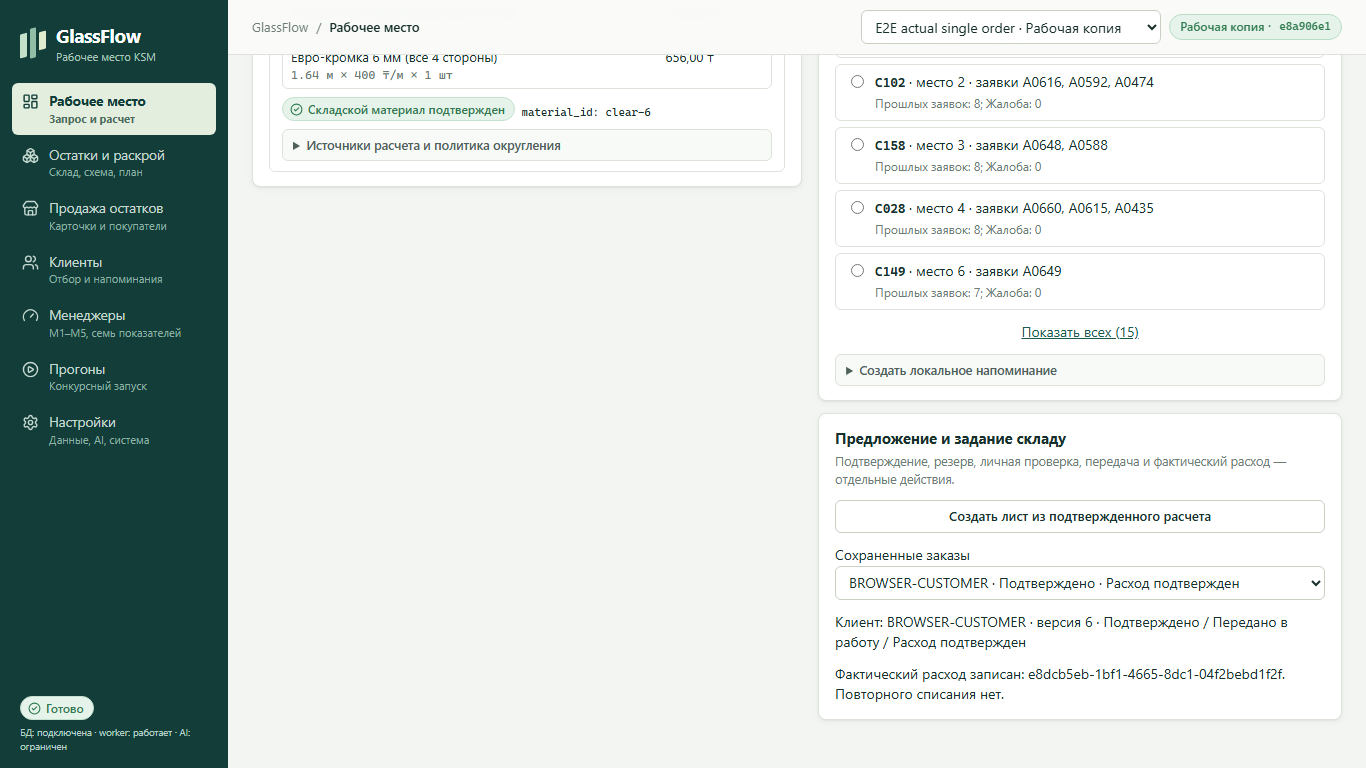 GlassFlow
Рабочее место KSM
Рабочее место
Запрос и расчет
Остатки и раскрой
Склад, схема, план
Продажа остатков
Карточки и покупатели
Клиенты
Отбор и напоминания
Менеджеры
M1–M5, семь показателей
Прогоны
Конкурсный запуск
Настройки
Данные, AI, система
Готово
БД: подключена · worker: работает · AI:
ограничен
GlassFlow / Рабочее место
E2E actual single order · Рабочая копия
Рабочая копия · e8a906e1
Евро-кромка 6 мм (все 4 стороны) 656,00 ₸
1.64 м × 400 ₸/м × 1 шт
Складской материал подтвержден material_id: clear-6
Источники расчета и политика округления
C102 · место 2 · заявки A0616, A0592, A0474
Прошлых заявок: 8; Жалоба: 0
C158 · место 3 · заявки A0648, A0588
Прошлых заявок: 8; Жалоба: 0
C028 · место 4 · заявки A0660, A0615, A0435
Прошлых заявок: 8; Жалоба: 0
C149 · место 6 · заявки A0649
Прошлых заявок: 7; Жалоба: 0
Показать всех (15)
Создать локальное напоминание
Предложение и задание складу
Подтверждение, резерв, личная проверка, передача и фактический расход —
отдельные действия.
Создать лист из подтвержденного расчета
Сохраненные заказы
BROWSER-CUSTOMER · Подтверждено · Расход подтвержден
Клиент: BROWSER-CUSTOMER · версия 6 · Подтверждено / Передано в
работу / Расход подтвержден
Фактический расход записан: e8dcb5eb-1bf1-4665-8dc1-04f2bebd1f2f.
Повторного списания нет.